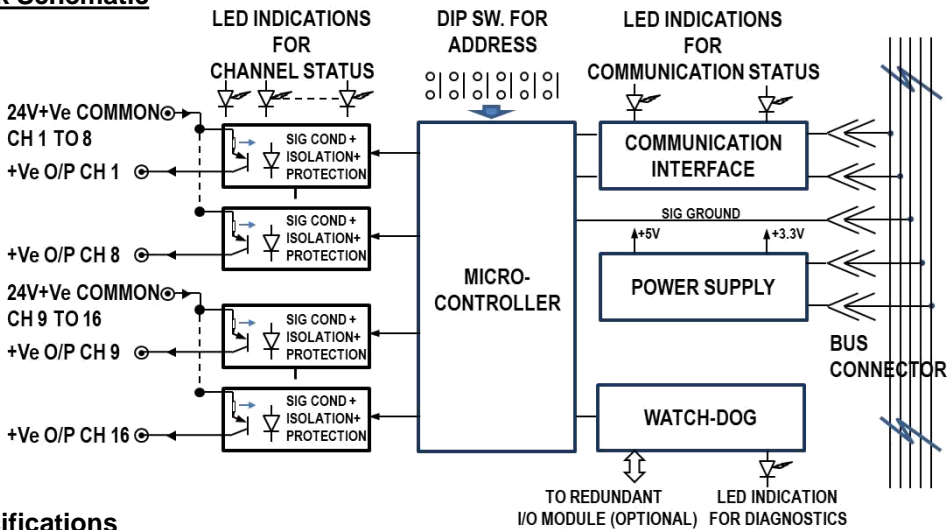 Schematic
LED INDICATIONS
FOR
CHANNEL STATUS
DIP SW. FOR
ADDRESS
LED INDICATIONS
FOR
COMMUNICATION STATUS
24V+Ve COMMON
CH 1 TO 8
+Ve O/P CH 1
SIG COND +
ISOLATION+
PROTECTION
+Ve O/P CH 8
SIG COND +
ISOLATION+
PROTECTION
24V+Ve COMMON
CH 9 TO 16
+Ve O/P CH 9
SIG COND +
ISOLATION+
PROTECTION
+Ve O/P CH 16
SIG COND +
ISOLATION+
PROTECTION
MICRO-
CONTROLLER
COMMUNICATION
INTERFACE
SIG GROUND
+5V
+3.3V
POWER SUPPLY
BUS
CONNECTOR
WATCH-DOG
TO REDUNDANT
I/O MODULE (OPTIONAL)
LED INDICATION
FOR DIAGNOSTICS
cifications